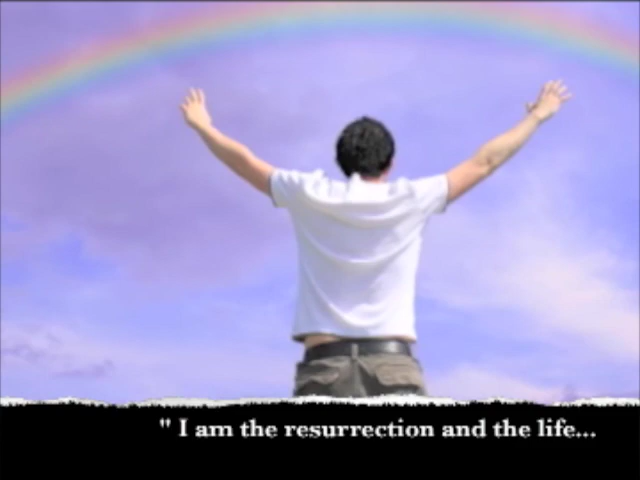 " I am the resurrection and the life...